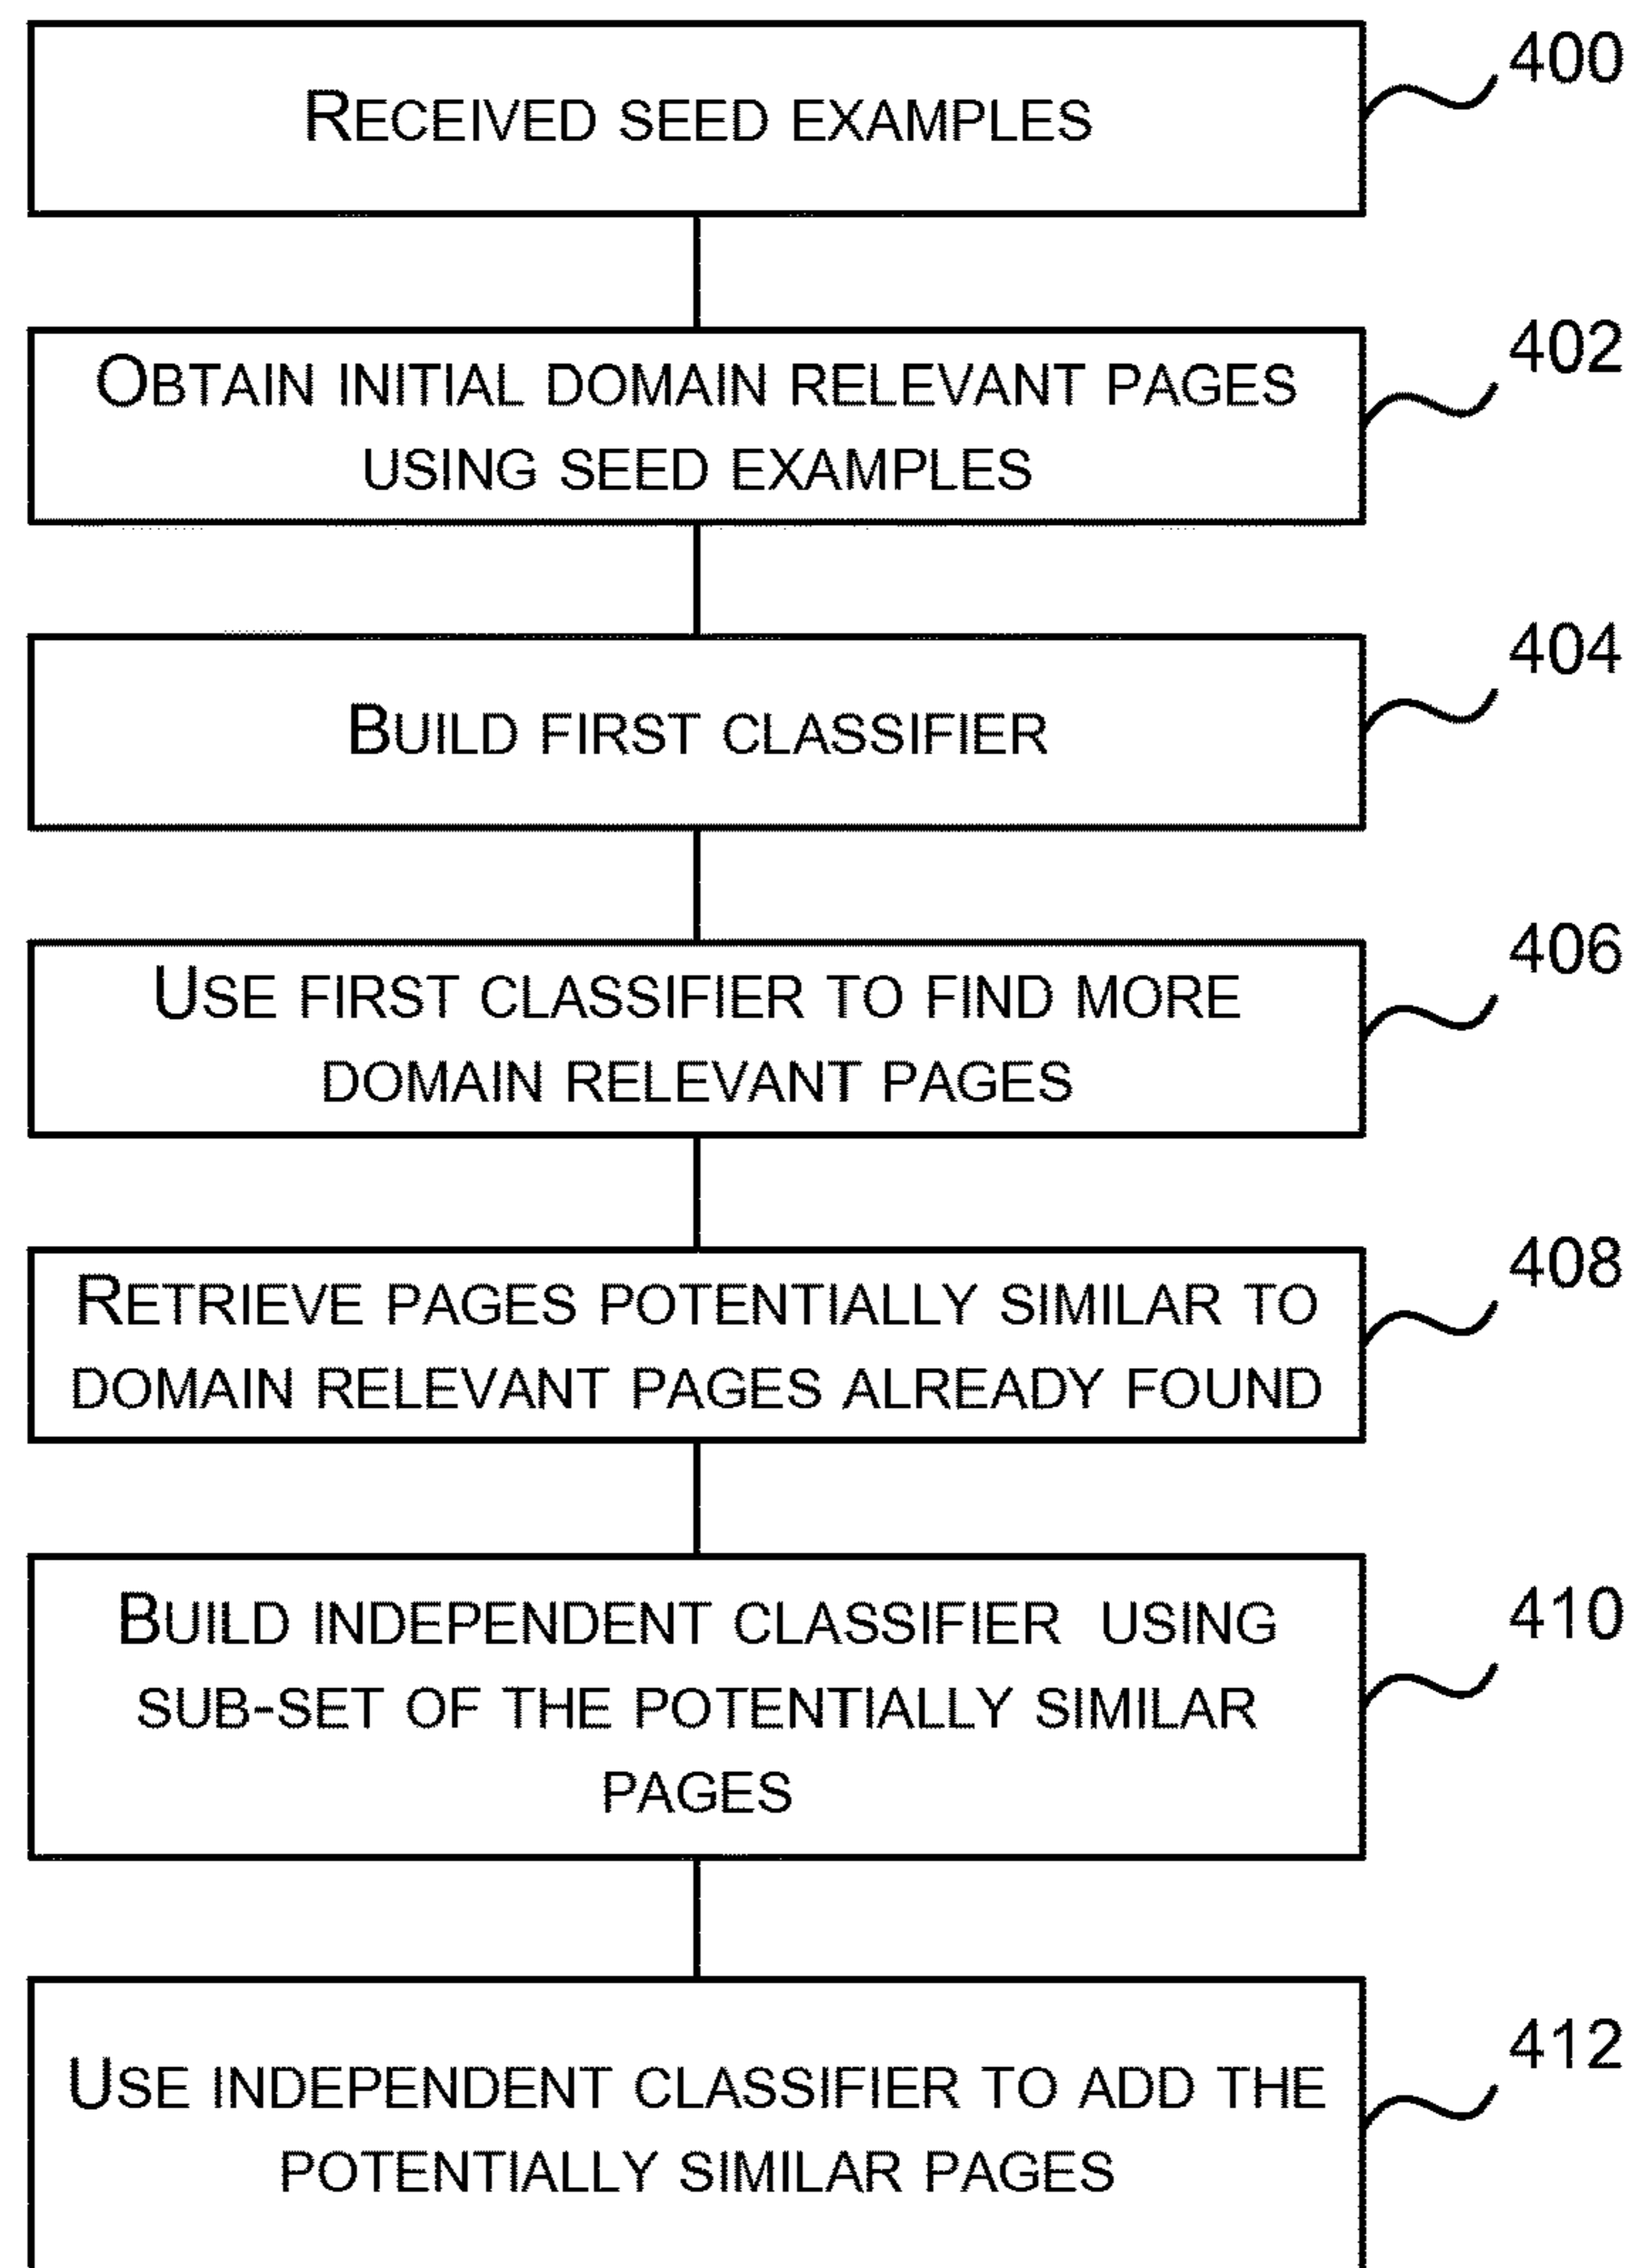 RECEIVED SEED EXAMPLES
400
OBTAIN INITIAL DOMAIN RELEVANT PAGES
USING SEED EXAMPLES
402
BUILD FIRST CLASSIFIER
404
USE FIRST CLASSIFIER TO FIND MORE
DOMAIN RELEVANT PAGES
406
RETRIEVE PAGES POTENTIALLY SIMILAR TO
DOMAIN RELEVANT PAGES ALREADY FOUND
408
BUILD INDEPENDENT CLASSIFIER USING
SUB-SET OF THE POTENTIALLY SIMILAR
PAGES
410
USE INDEPENDENT CLASSIFIER TO ADD THE
POTENTIALLY SIMILAR PAGES
412